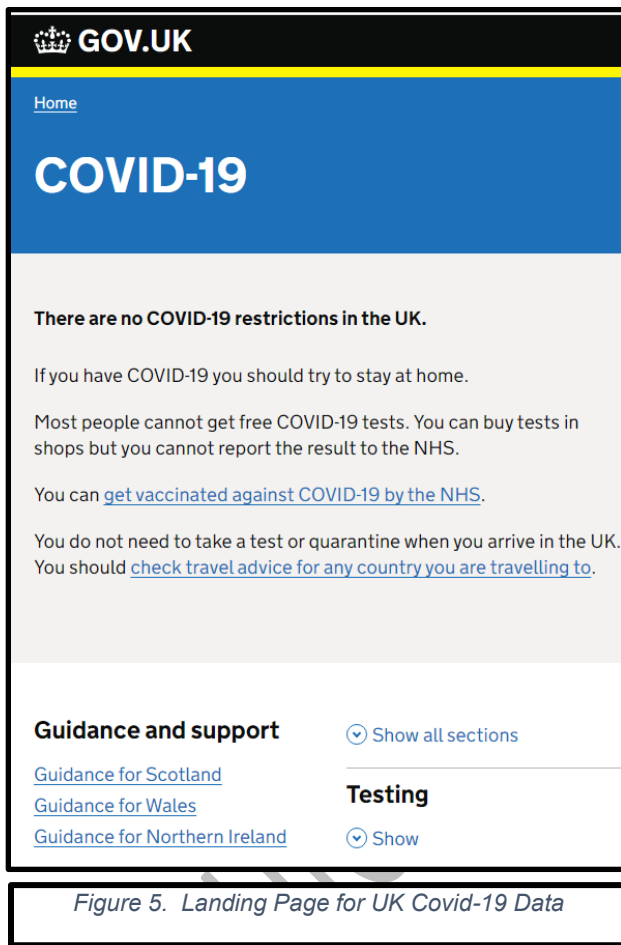 GOV.UK
Home
COVID-19
There are no COVID-19 restrictions in the UK.
If you have COVID-19 you should try to stay at home.
Most people cannot get free COVID-19 tests. You can buy tests in
shops but you cannot report the result to the NHS.
You can get vaccinated against COVID-19 by the NHS.
You do not need to take a test or quarantine when you arrive in the UK.
You should check travel advice for any country you are travelling to.
Guidance and support
Guidance for Scotland
Guidance for Wales
Guidance for Northern Ireland
Show all sections
Testing
Show
Figure 5. Landing Page for UK Covid-19 Data